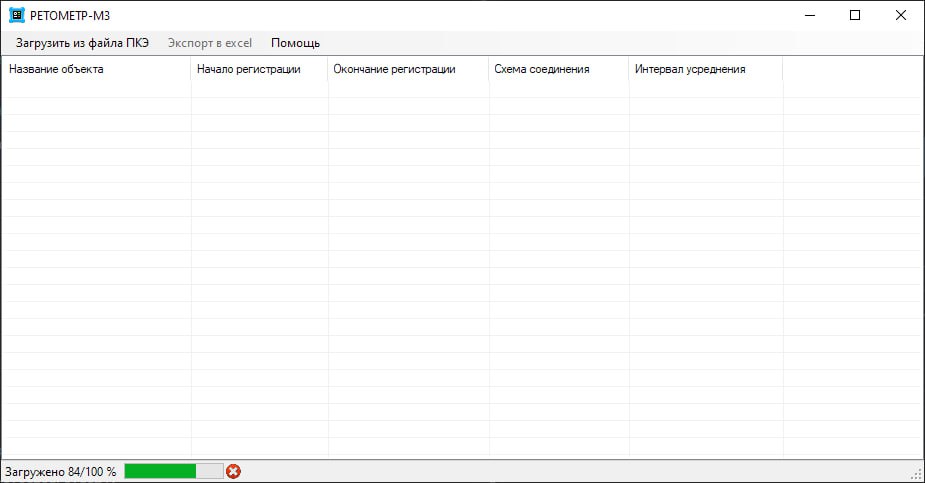 РЕТОМЕТР-М3
Загрузить из файла ПКЭ Экспорт в excel Помощь
Название объекта Начало регистрации Окончание регистрации Схема соединения Интервал усреднения
Загружено 84/100 %